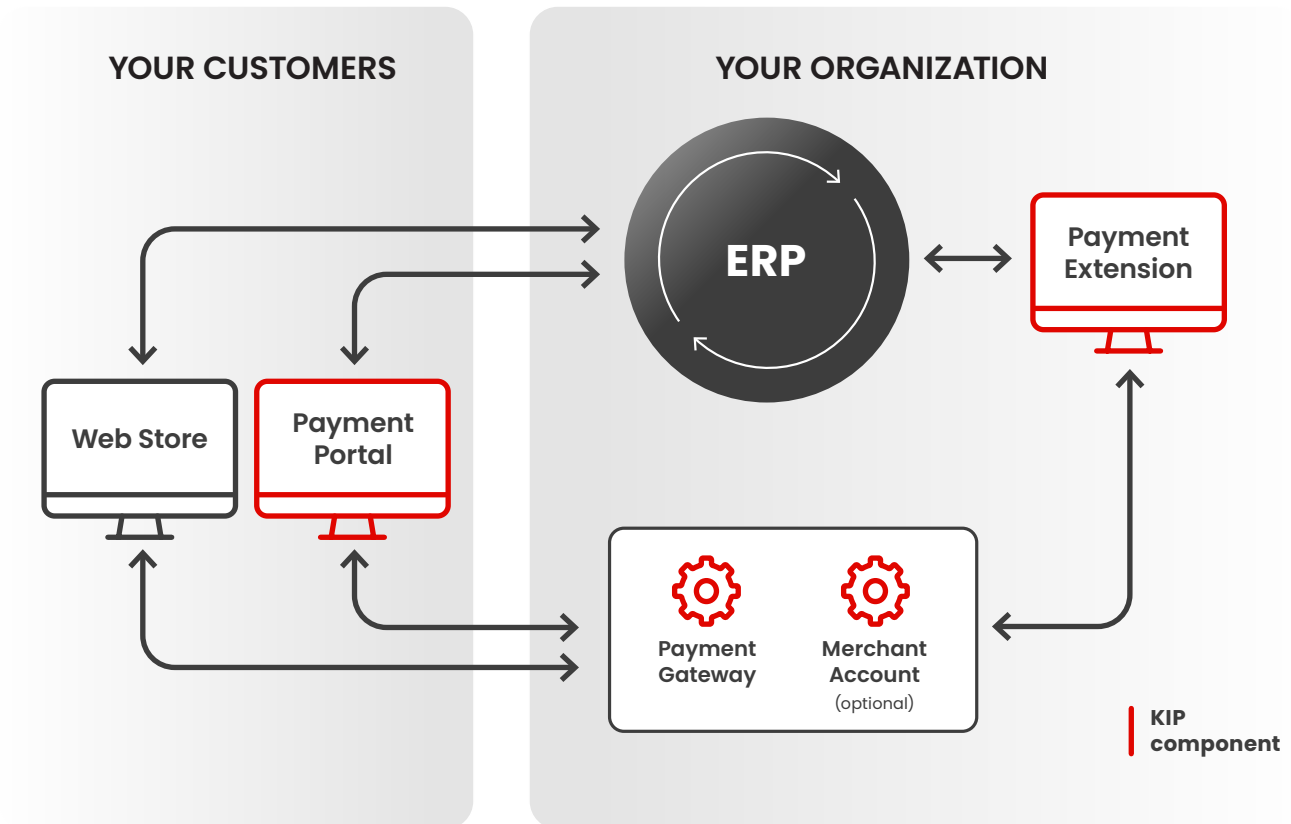 YOUR CUSTOMERS
YOUR ORGANIZATION
ERP
Payment
Extension
Web Store
Payment
Portal
Payment
Gateway
Merchant
Account
(optional)
KIP
component